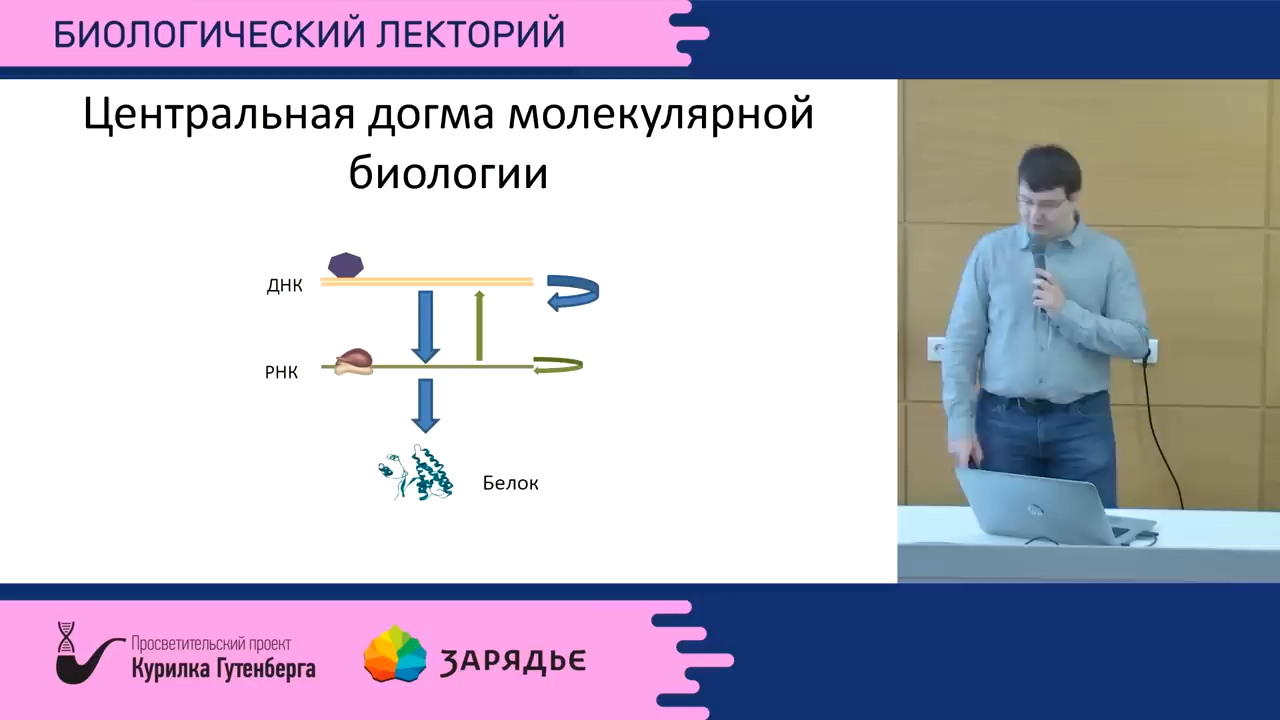 БИОЛОГИЧЕСКИЙ ЛЕКТОРИЙ
Центральная догма молекулярной
биологии
ДНК
РНК
Белок
Просветительский проект
Курилка Гутенберга
ЗАРЯДЬЕ